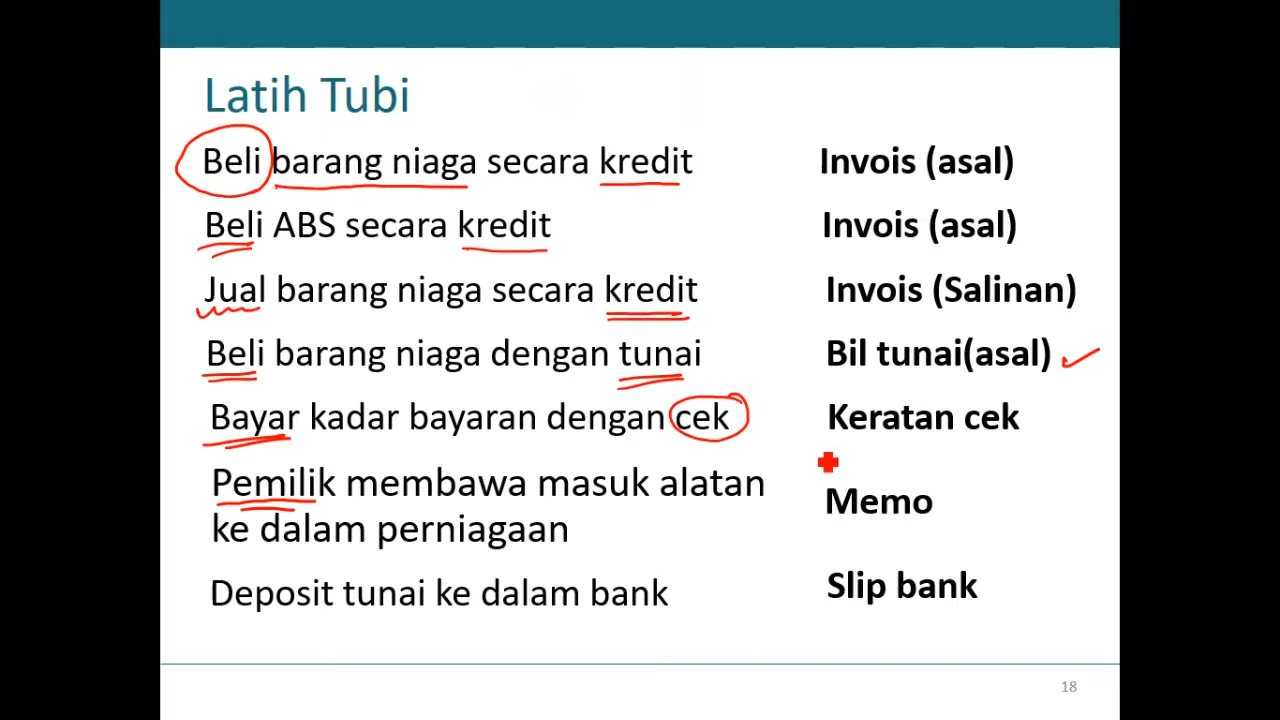 Latih Tubi
Beli barang niaga secara kredit Invois (asal)
Beli ABS secara kredit Invois (asal)
Jual barang niaga secara kredit Invois (Salinan)
Beli barang niaga dengan tunai Bil tunai(asal)
Bayar kadar bayaran dengan cek Keratan cek
Pemilik membawa masuk alatan
ke dalam perniagaan
Memo
Deposit tunai ke dalam bank Slip bank
18